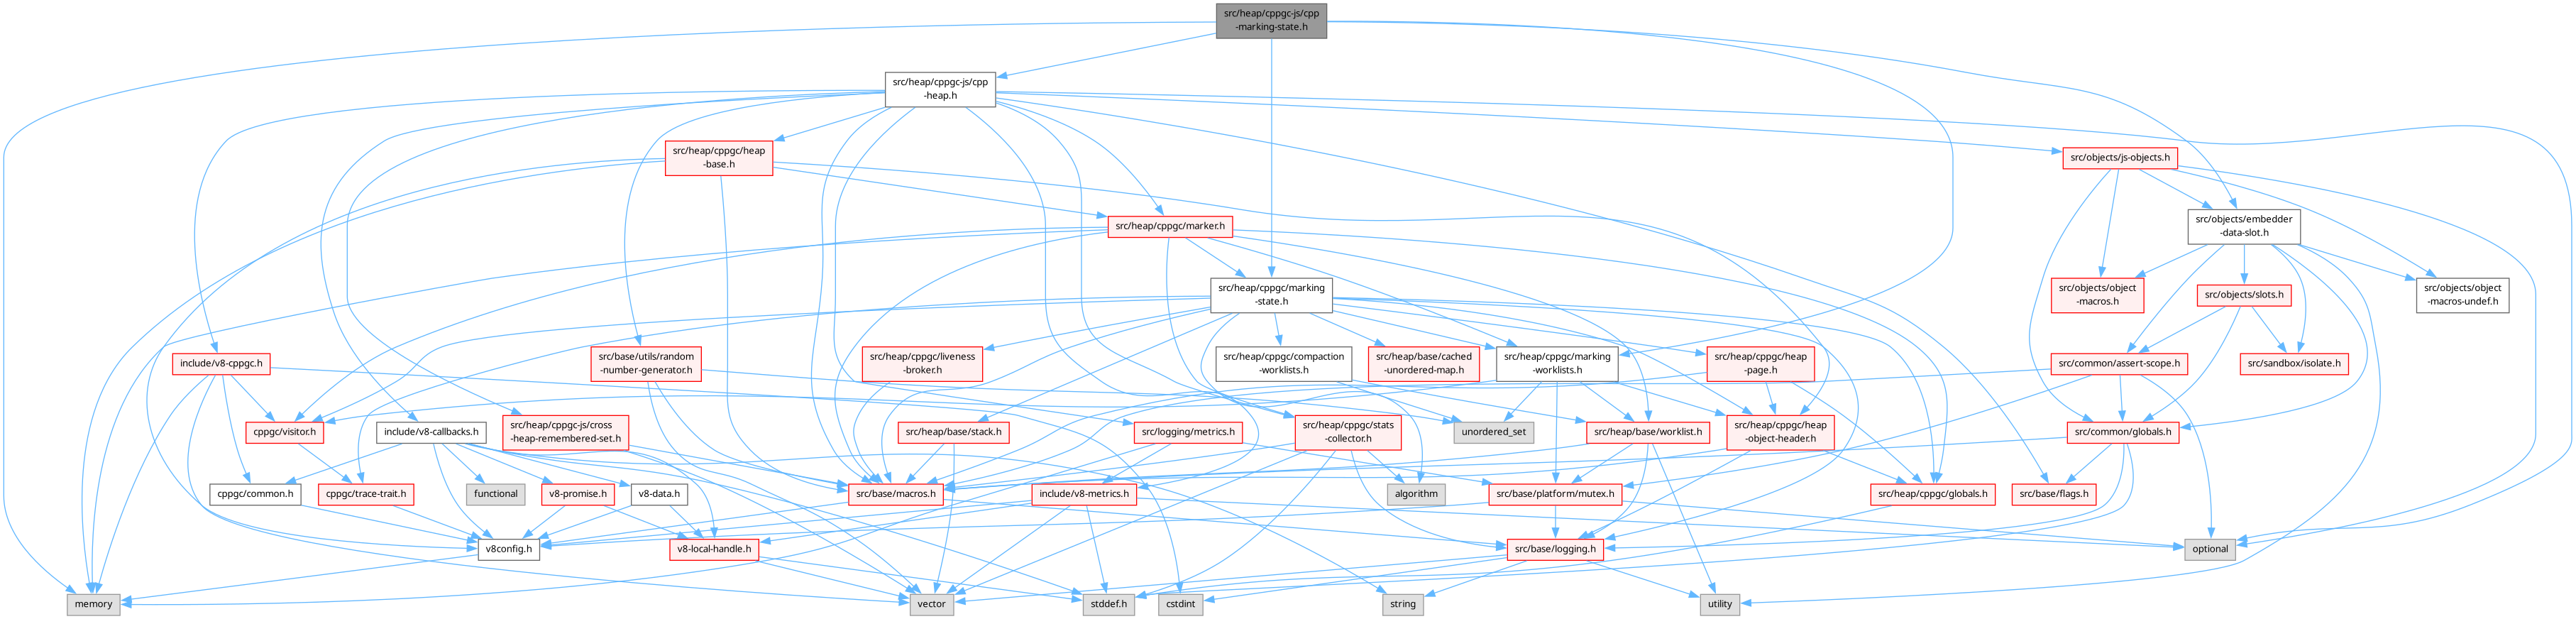 src/heap/cppgc-js/cpp
-marking-state.h
src/heap/cppgc-js/cpp
-heap.h
src/heap/cppgc/heap
-base.h
src/objects/js-objects.h
src/heap/cppgc/marker.h
src/objects/embedder
-data-slot.h
src/heap/cppgc/marking
-state.h
src/objects/object
-macros.h
src/objects/slots.h
src/objects/object
-macros-undef.h
include/v8-cppgc.h
src/base/utils/random
-number-generator.h
src/heap/cppgc/liveness
-broker.h
src/heap/cppgc/compaction
-worklists.h
src/heap/base/cached
-unordered-map.h
src/heap/cppgc/marking
-worklists.h
src/heap/cppgc/heap
-page.h
src/common/assert-scope.h
src/sandbox/isolate.h
cppgc/visitor.h
include/v8-callbacks.h
src/heap/cppgc-js/cross
-heap-remembered-set.h
src/heap/base/stack.h
src/logging/metrics.h
src/heap/cppgc/stats
-collector.h
unordered_set
src/heap/base/worklist.h
src/heap/cppgc/heap
-object-header.h
src/common/globals.h
cppgc/common.h
cppgc/trace-trait.h
functional
v8-promise.h
v8-data.h
src/base/macros.h
include/v8-metrics.h
algorithm
src/base/platform/mutex.h
src/heap/cppgc/globals.h
src/base/flags.h
v8config.h
v8-local-handle.h
src/base/logging.h
optional
memory
vector
stddef.h
cstdint
string
utility